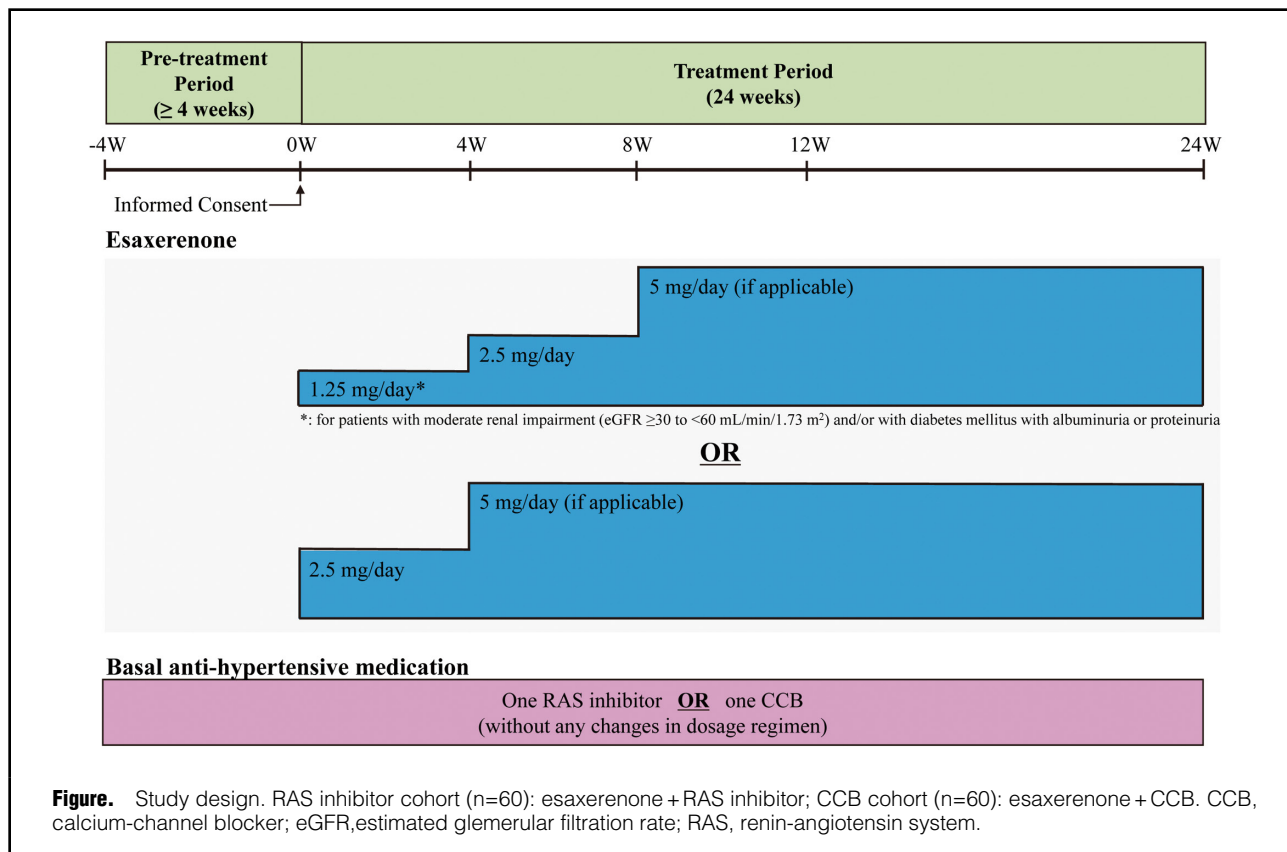 Pre-treatment
Period
(≥ 4 weeks)
Treatment Period
(24 weeks)
-4W 0W 4W 8W 12W 24W
Informed Consent
Esaxerenone
5 mg/day (if applicable)
2.5 mg/day
1.25 mg/day*
*: for patients with moderate renal impairment (eGFR ≥30 to <60 mL/min/1.73 m²) and/or with diabetes mellitus with albuminuria or proteinuria
OR
5 mg/day (if applicable)
2.5 mg/day
Basal anti-hypertensive medication
One RAS inhibitor OR one CCB
(without any changes in dosage regimen)
Figure. Study design. RAS inhibitor cohort (n=60): esaxerenone + RAS inhibitor; CCB cohort (n=60): esaxerenone + CCB. CCB,
calcium-channel blocker; eGFR,estimated glemerular filtration rate; RAS, renin-angiotensin system.